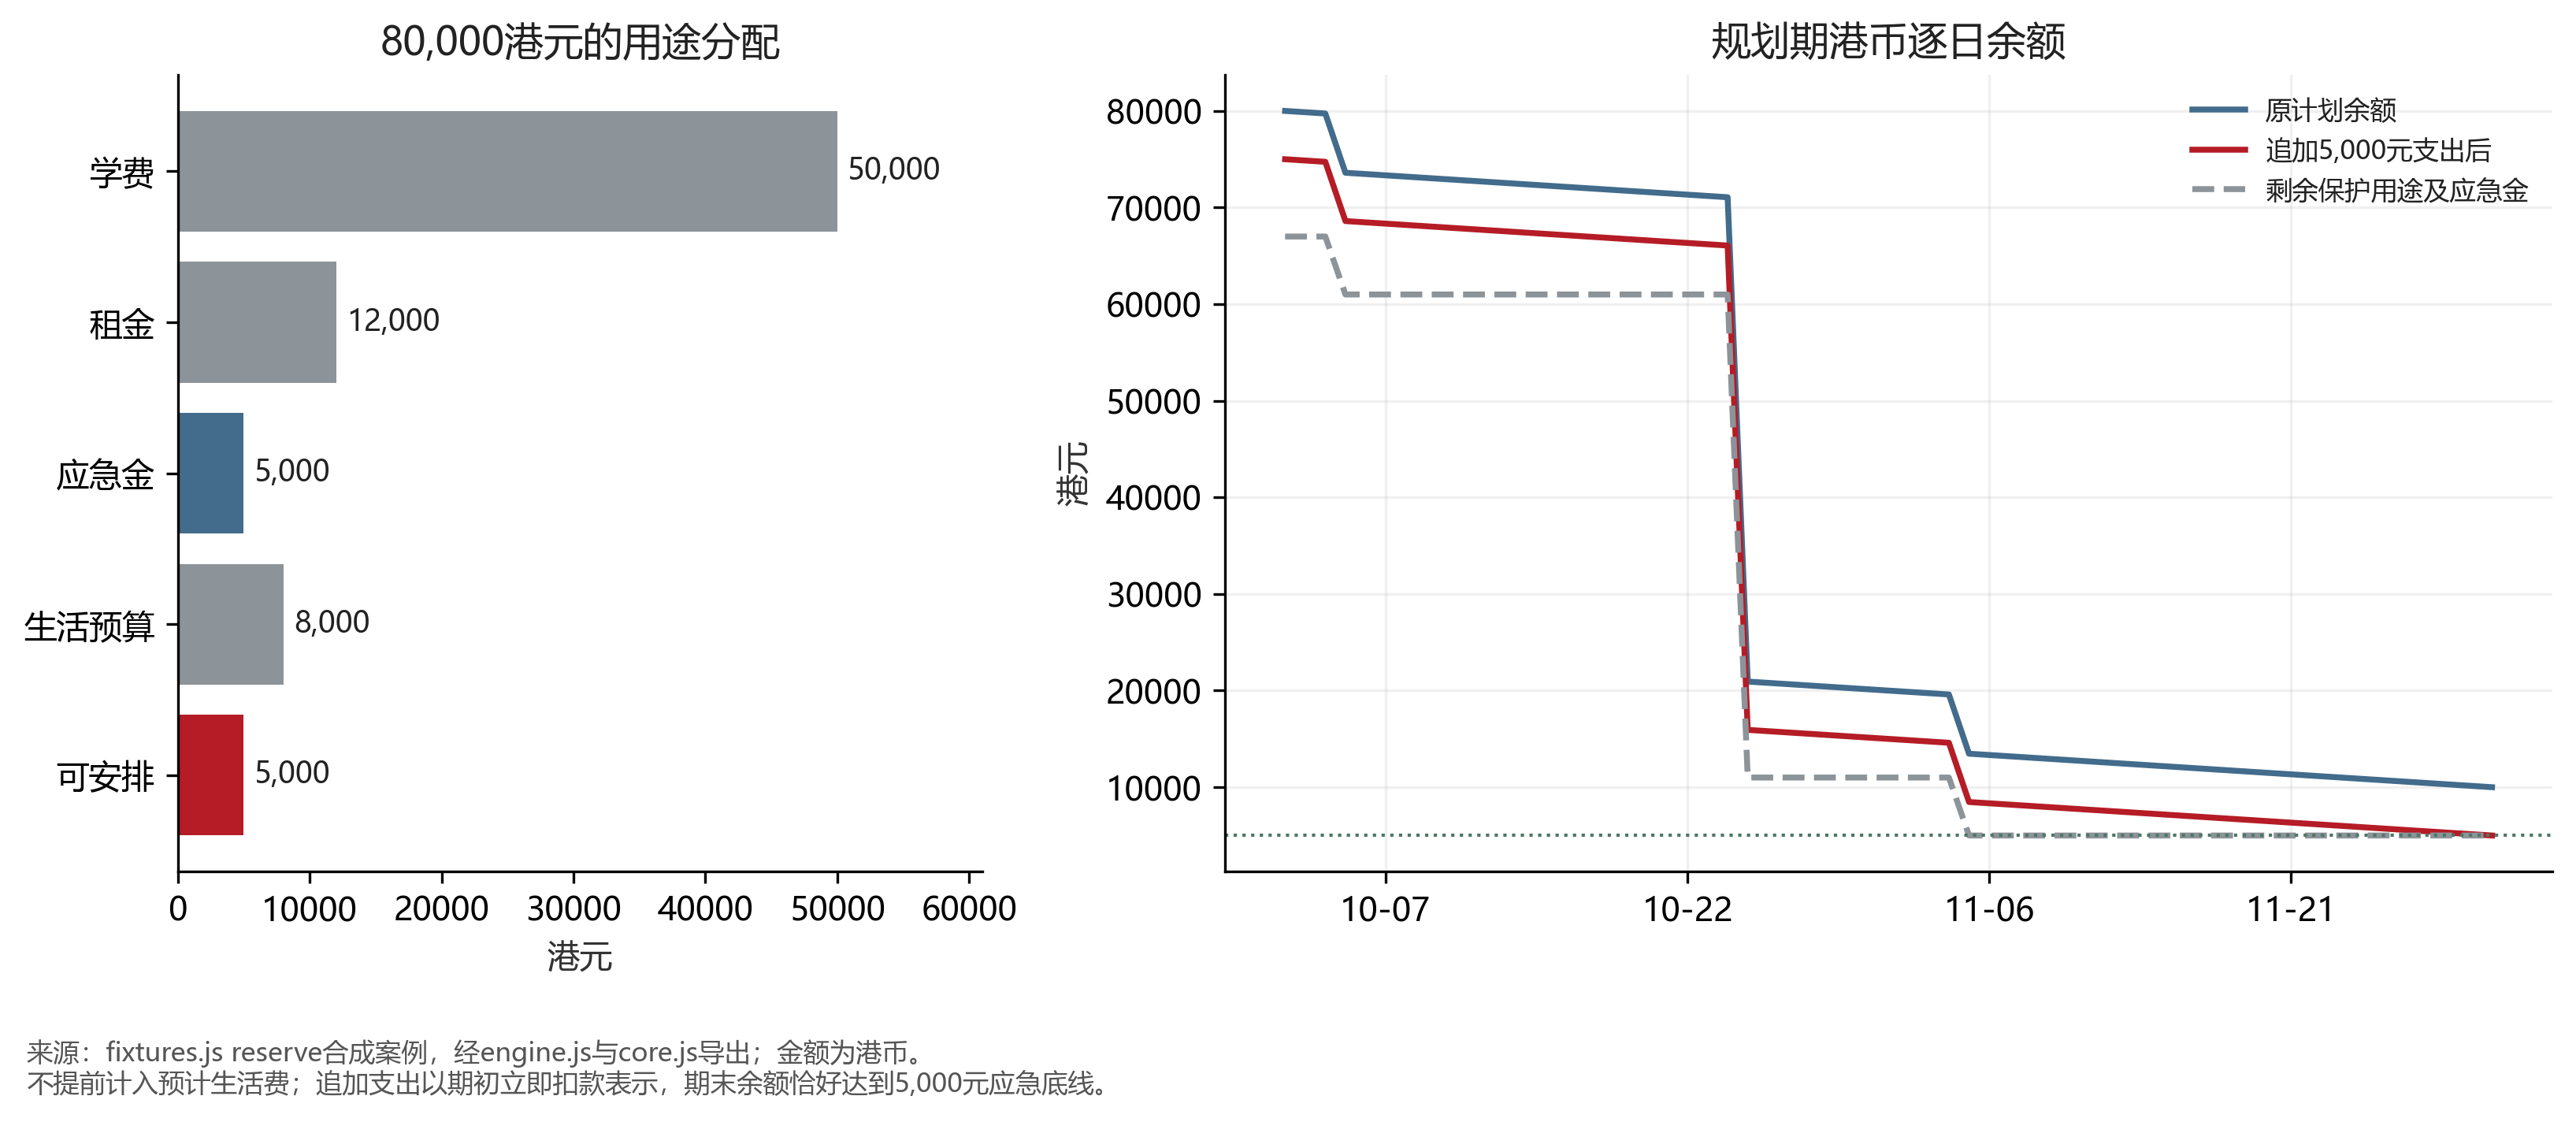 80,000港元的用途分配
学费
50,000
租金
12,000
应急金
5,000
生活预算
8,000
可安排
5,000
0 10000 20000 30000 40000 50000 60000
港元
规划期港币逐日余额
原计划余额
追加5,000元支出后
剩余保护用途及应急金
港元
80000
70000
60000
50000
40000
30000
20000
10000
10-07 10-22 11-06 11-21
来源：fixtures.js reserve合成案例，经engine.js与core.js导出；金额为港币。
不提前计入预计生活费；追加支出以期初立即扣款表示，期末余额恰好达到5,000元应急底线。